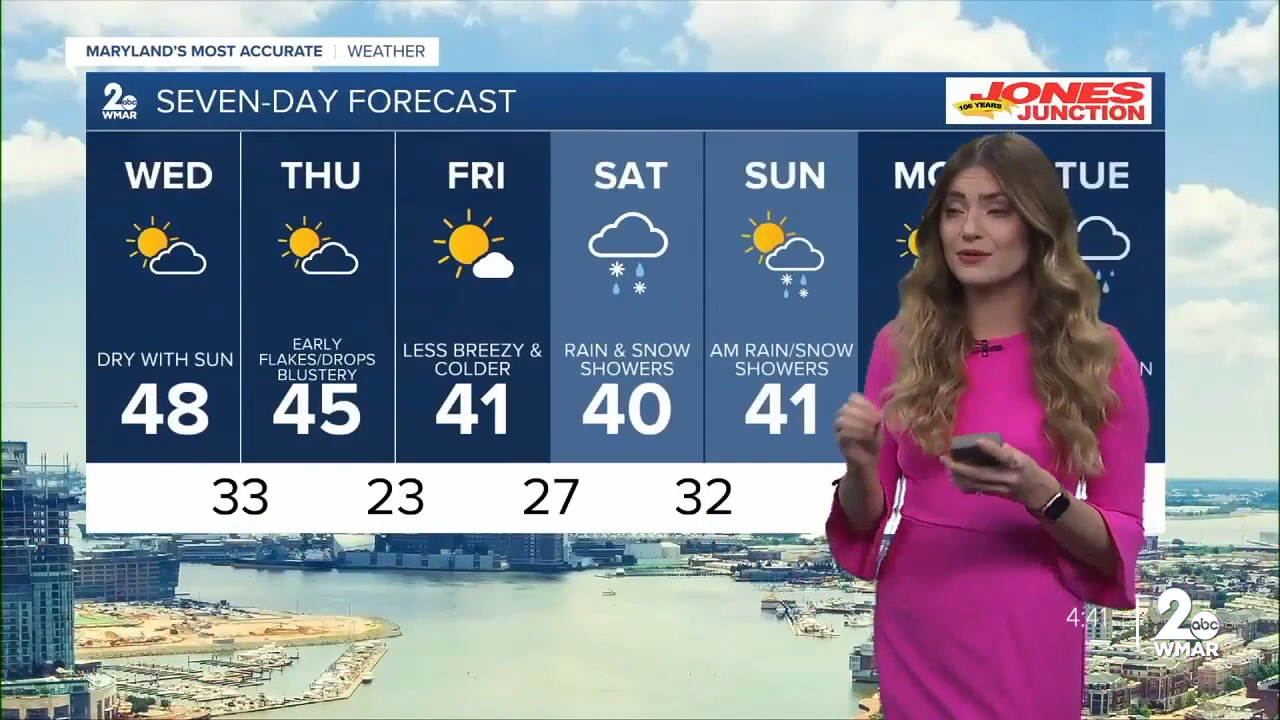 MARYLAND'S MOST ACCURATE | WEATHER
2 abc WMAR
SEVEN-DAY FORECAST
106 YEARS
JONES
JUNCTION
WED THU FRI SAT SUN MO TUE
DRY WITH SUN
48
EARLY
FLAKES/DROPS
BLUSTERY
45
LESS BREEZY &
COLDER
41
RAIN & SNOW
SHOWERS
40
AM RAIN/SNOW
SHOWERS
41
N
33 23 27 32
4:41
2 abc
WMAR